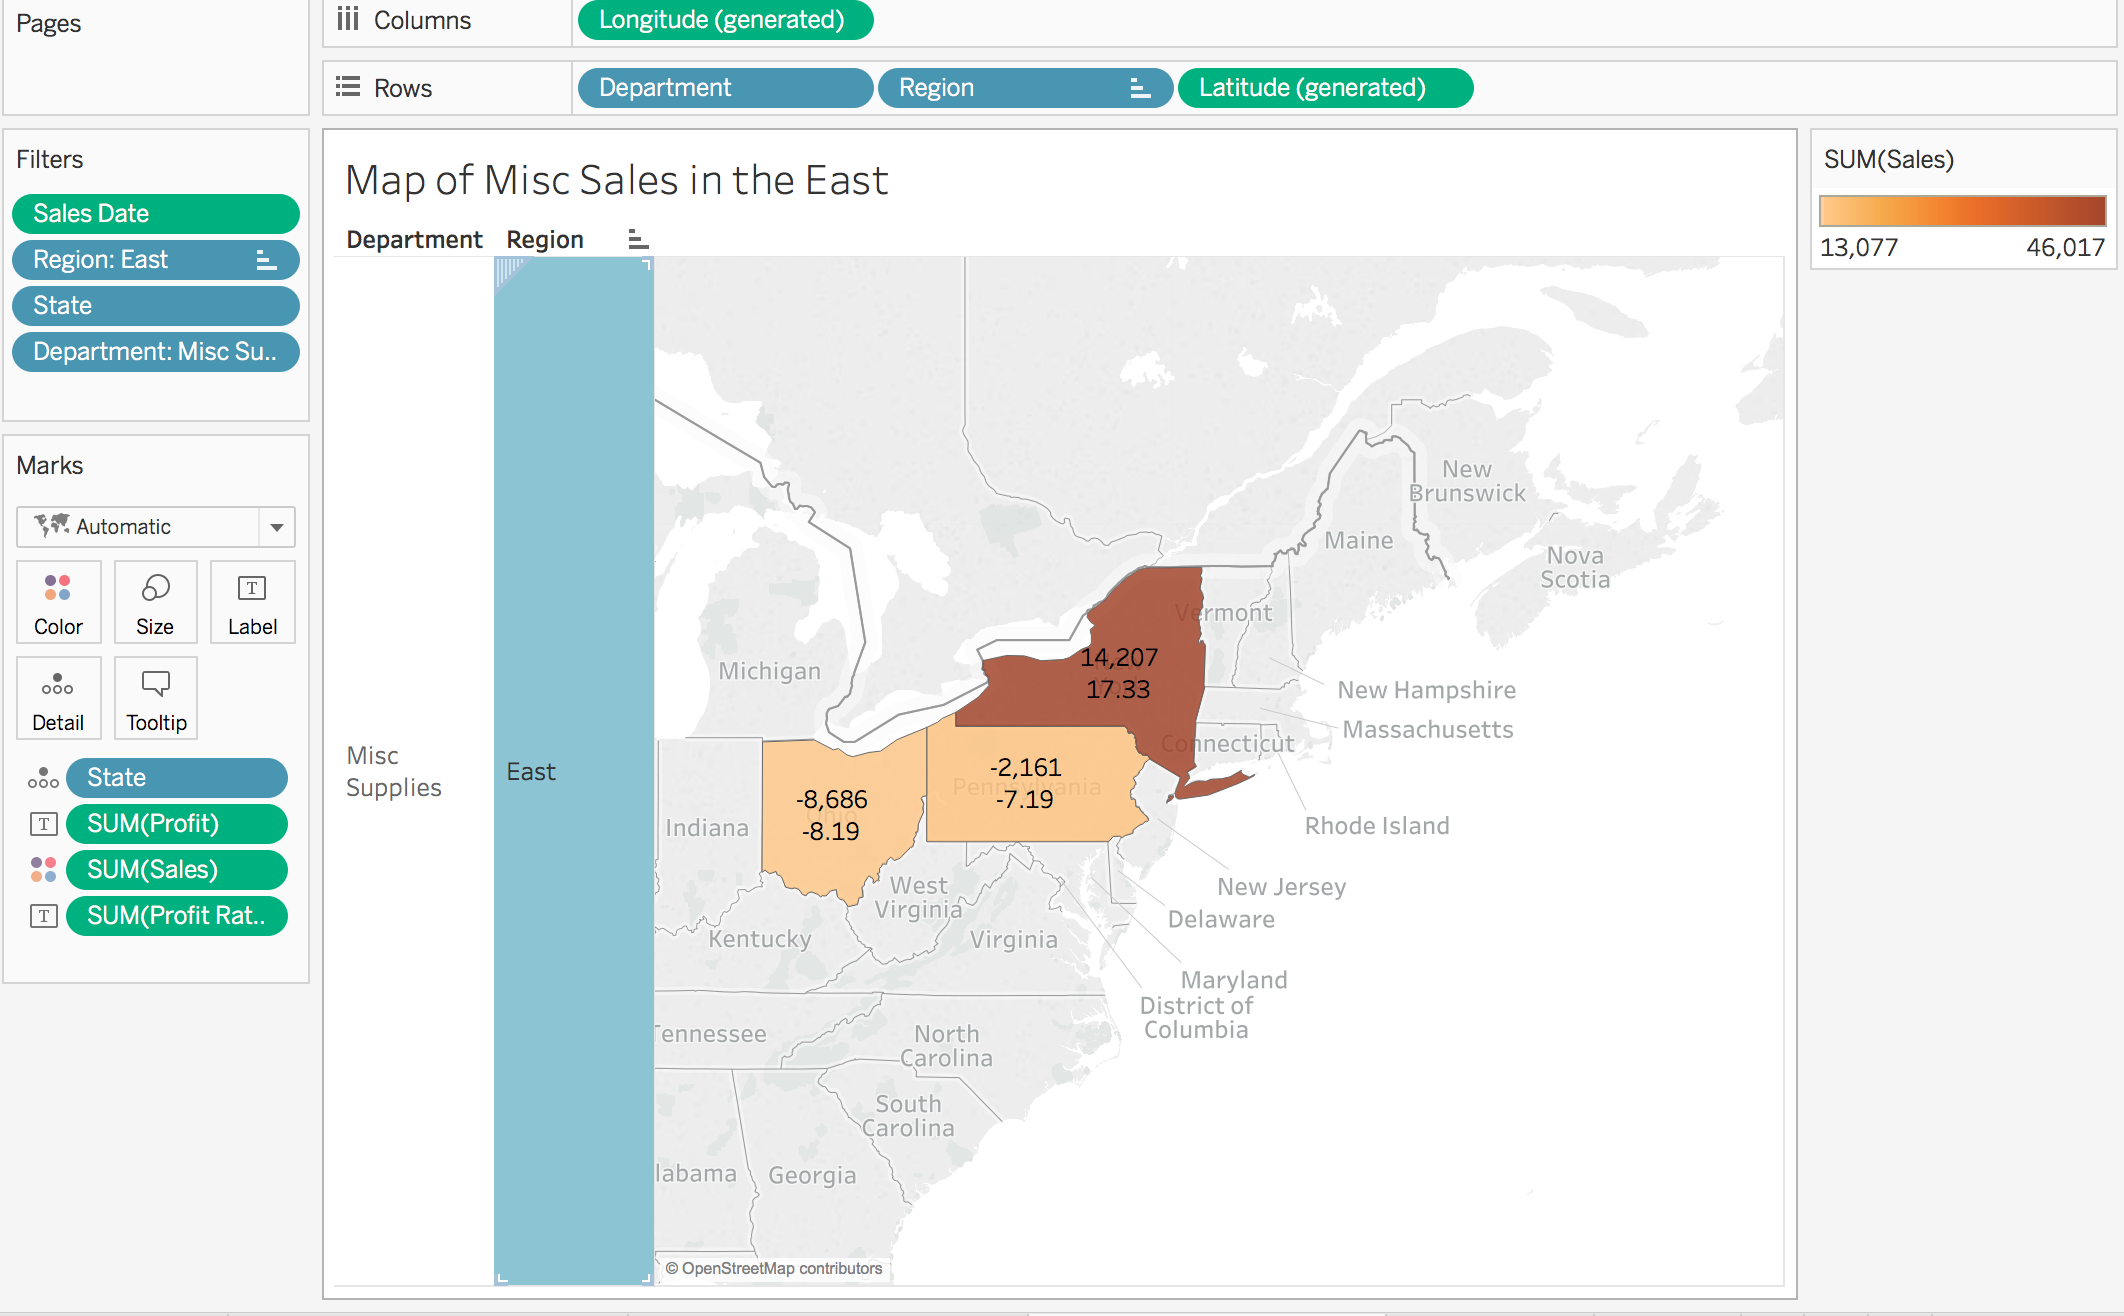 Pages
Columns
Longitude (generated)
Rows
Department
Region
Latitude (generated)
Filters
Sales Date
Region: East
State
Department: Misc Su..
Marks
Automatic
Color
Size
Label
Detail
Tooltip
State
SUM(Profit)
SUM(Sales)
SUM(Profit Rat..
Map of Misc Sales in the East
Department
Region
Misc
Supplies
East
New
Brunswick
Maine
Nova
Scotia
Vermont
Michigan
14,207
17.33
New Hampshire
Massachusetts
Connecticut
-2,161
Pennsylvania
-7.19
-8,686
Ohio
-8.19
Indiana
Rhode Island
West
Virginia
New Jersey
Delaware
Kentucky
Virginia
Maryland
District of
Columbia
Tennessee
North
Carolina
South
Carolina
labama
Georgia
© OpenStreetMap contributors
SUM(Sales)
13,077
46,017